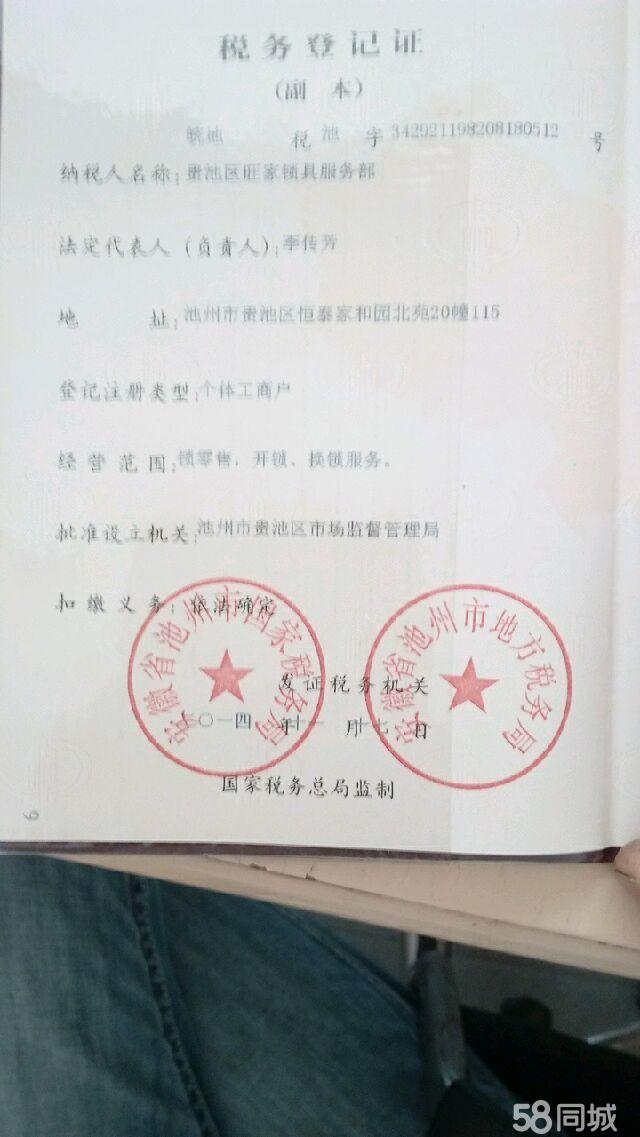 税务登记证
(副 本)
皖地 税 池 字 342921198208180512 号
纳税人名称：贵池区旺家锁具服务部
法定代表人（负责人）：李传芳
地 址：池州市贵池区恒泰家和园北苑20幢115
登记注册类型：个体工商户
经营范围：锁零售，开锁、换锁服务。
批准设立机关：池州市贵池区市场监督管理局
扣缴义务：依法确定
安徽省池州市国家税务局
安徽省池州市地方税务局
发证税务机关
二〇一四 年 十一 月 十七 日
国家税务总局监制
9
58同城